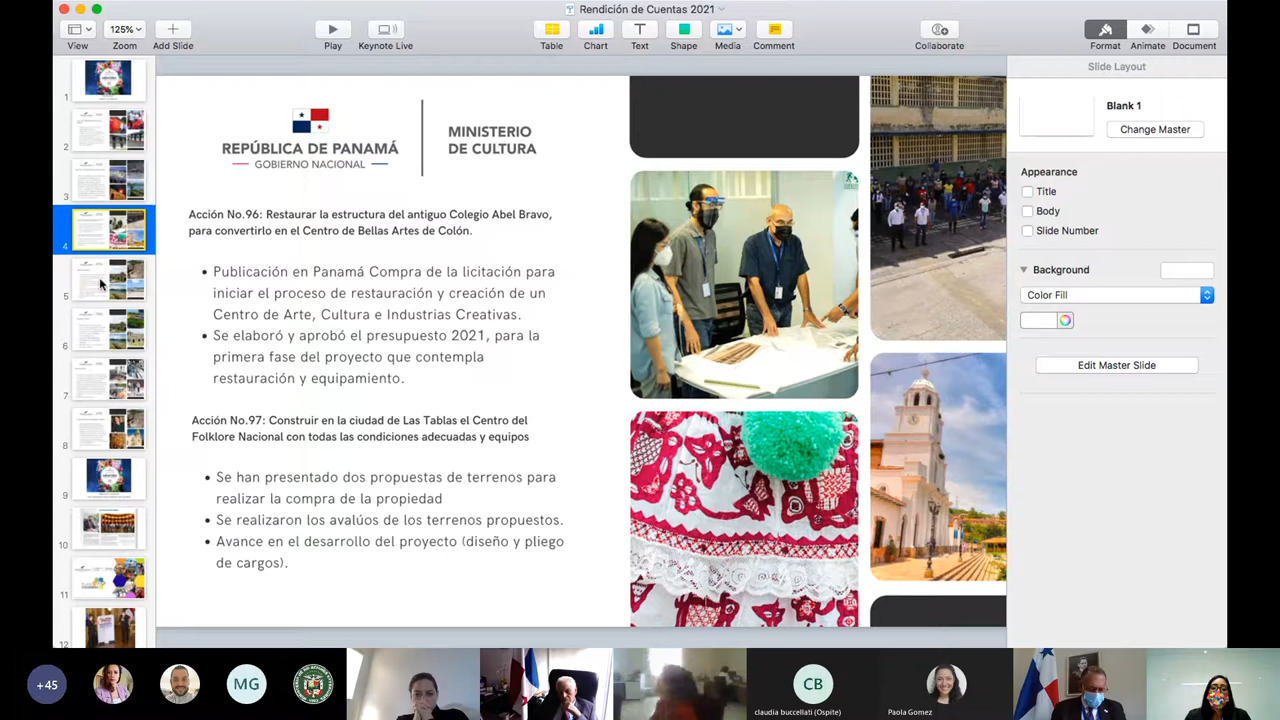 Rendición de Cuentas 2021
125%
View
Zoom
Add Slide
Play
Keynote Live
Table
Chart
Text
Shape
Media
Comment
Collaborate
Format
Animate
Document
1
2
3
4
5
6
7
8
9
10
11
12
REPÚBLICA DE PANAMÁ
GOBIERNO NACIONAL
MINISTERIO
DE CULTURA
Acción No.96: Restaurar la estructura del antiguo Colegio Abel Bravo,
para convertirlo en el Centro de Bellas Artes de Colón.
• Publicación en Panama Compra de la licitación para
iniciar el proceso de restauración y creación de un
Centro de Arte, Cultura e Industrias Creativas.
• Se elaboró y aprobó el presupuesto 2021, para la
primera fase del proyecto que contempla
restauración y equipamiento.
Acción No.97: Construir en la ciudad de Las Tablas el Centro del
Folklore Nacional con todas las condiciones adecuadas y equipos
• Se han presentado dos propuestas de terrenos para
realizar la compra de la propiedad
• Se realizaron los avalúos de los terrenos propuestos.
• Avance en el desarrollo del proyecto (diseño y pliego
de cargos).
Slide Layout
Blank 1
Change Master
Appearance
Title
Body
Slide Number
Background
Color Fill
Edit Master Slide
+45
MG
CB
claudia buccellati (Ospite)
Paola Gomez